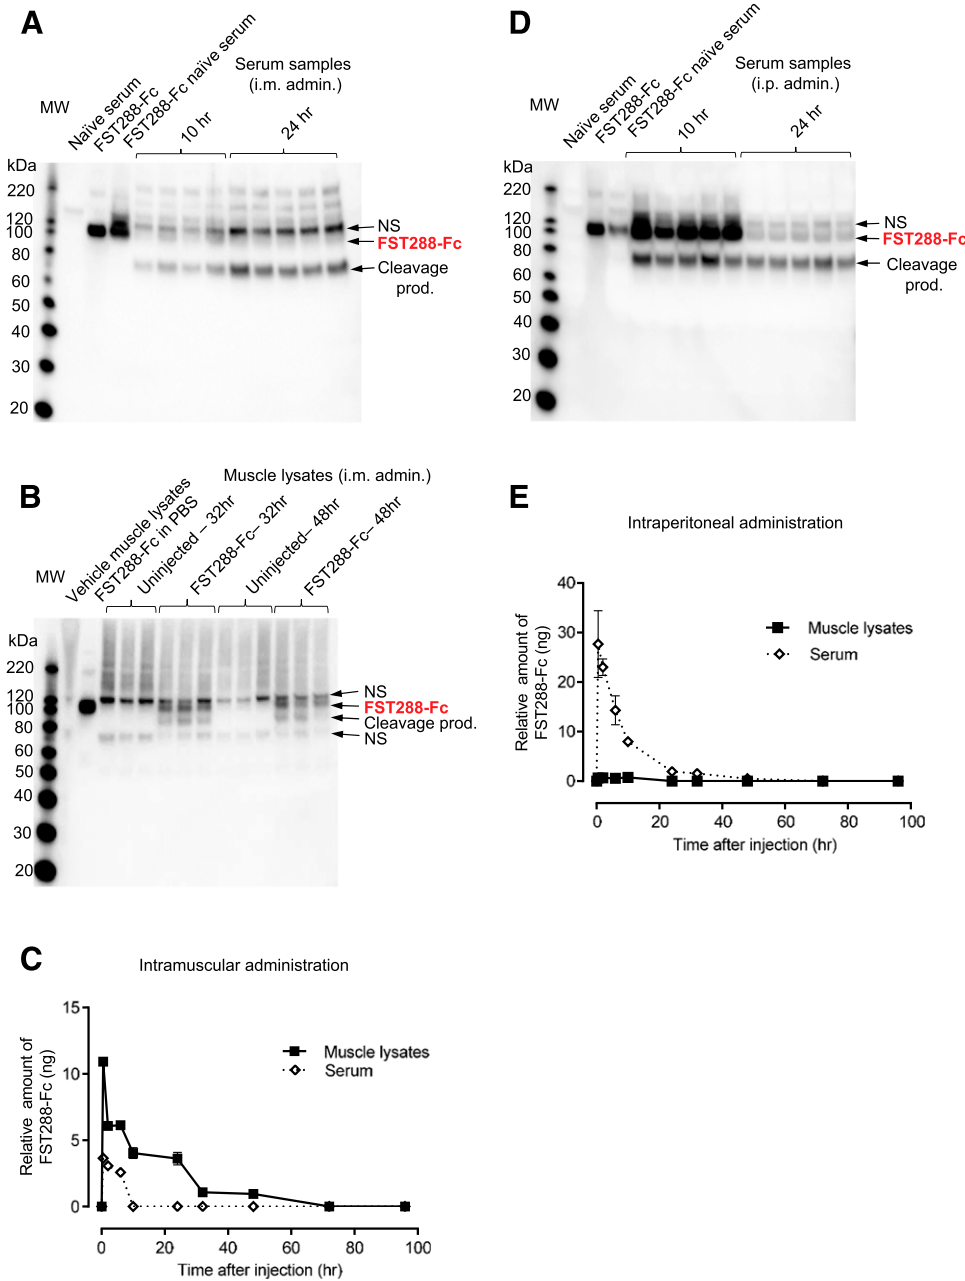 A
MW
Naïve serum
FST288-Fc
FST288-Fc naïve serum
Serum samples
(i.m. admin.)
10 hr
24 hr
kDa
220
120
100
80
60
50
40
30
20
NS
FST288-Fc
Cleavage
prod.
D
MW
Naïve serum
FST288-Fc
FST288-Fc naïve serum
Serum samples
(i.p. admin.)
10 hr
24 hr
kDa
220
120
100
80
60
50
40
30
20
NS
FST288-Fc
Cleavage
prod.
B
Muscle lysates (i.m. admin.)
MW
Vehicle muscle lysates
FST288-Fc in PBS
Uninjected – 32hr
FST288-Fc– 32hr
Uninjected– 48hr
FST288-Fc– 48hr
kDa
220
120
100
80
60
50
40
30
20
NS
FST288-Fc
Cleavage prod.
NS
E
Intraperitoneal administration
Relative amount of
FST288-Fc (ng)
40
30
20
10
0
Muscle lysates
Serum
0 20 40 60 80 100
Time after injection (hr)
C
Intramuscular administration
Relative amount of
FST288-Fc (ng)
15
10
5
0
Muscle lysates
Serum
0 20 40 60 80 100
Time after injection (hr)